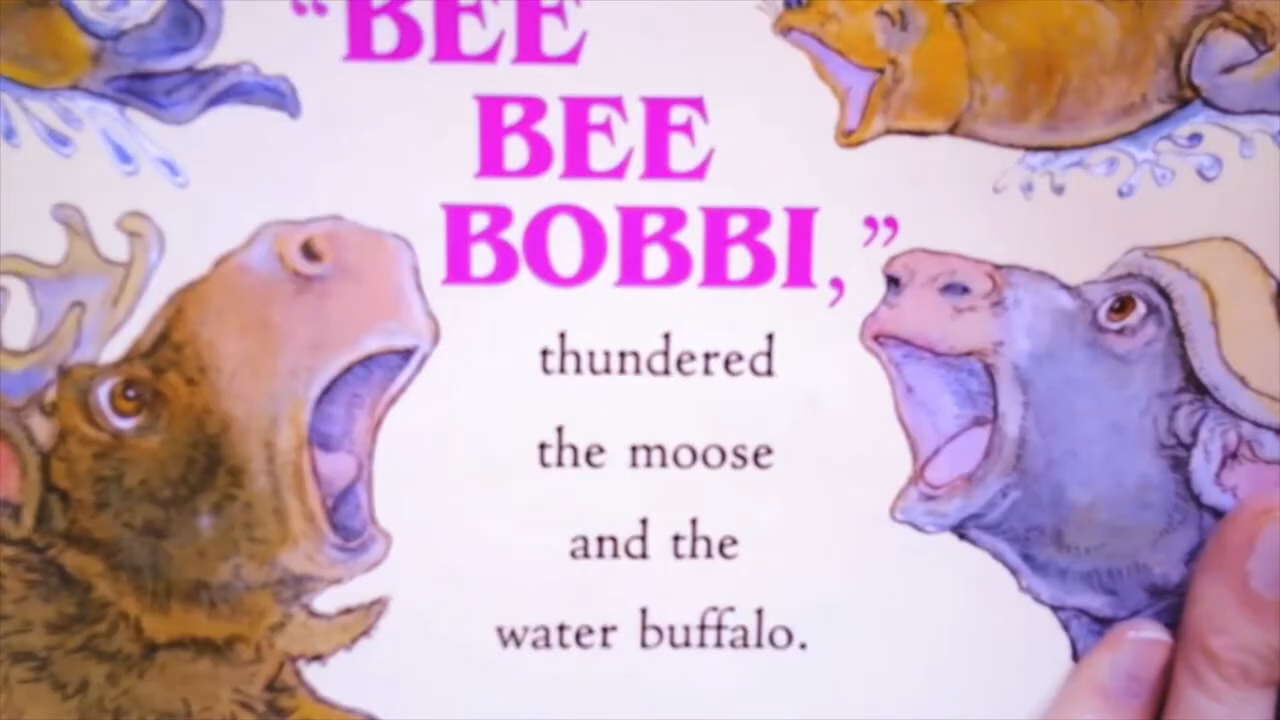 “BEE
BEE
BOBBI,”
thundered
the moose
and the
water buffalo.